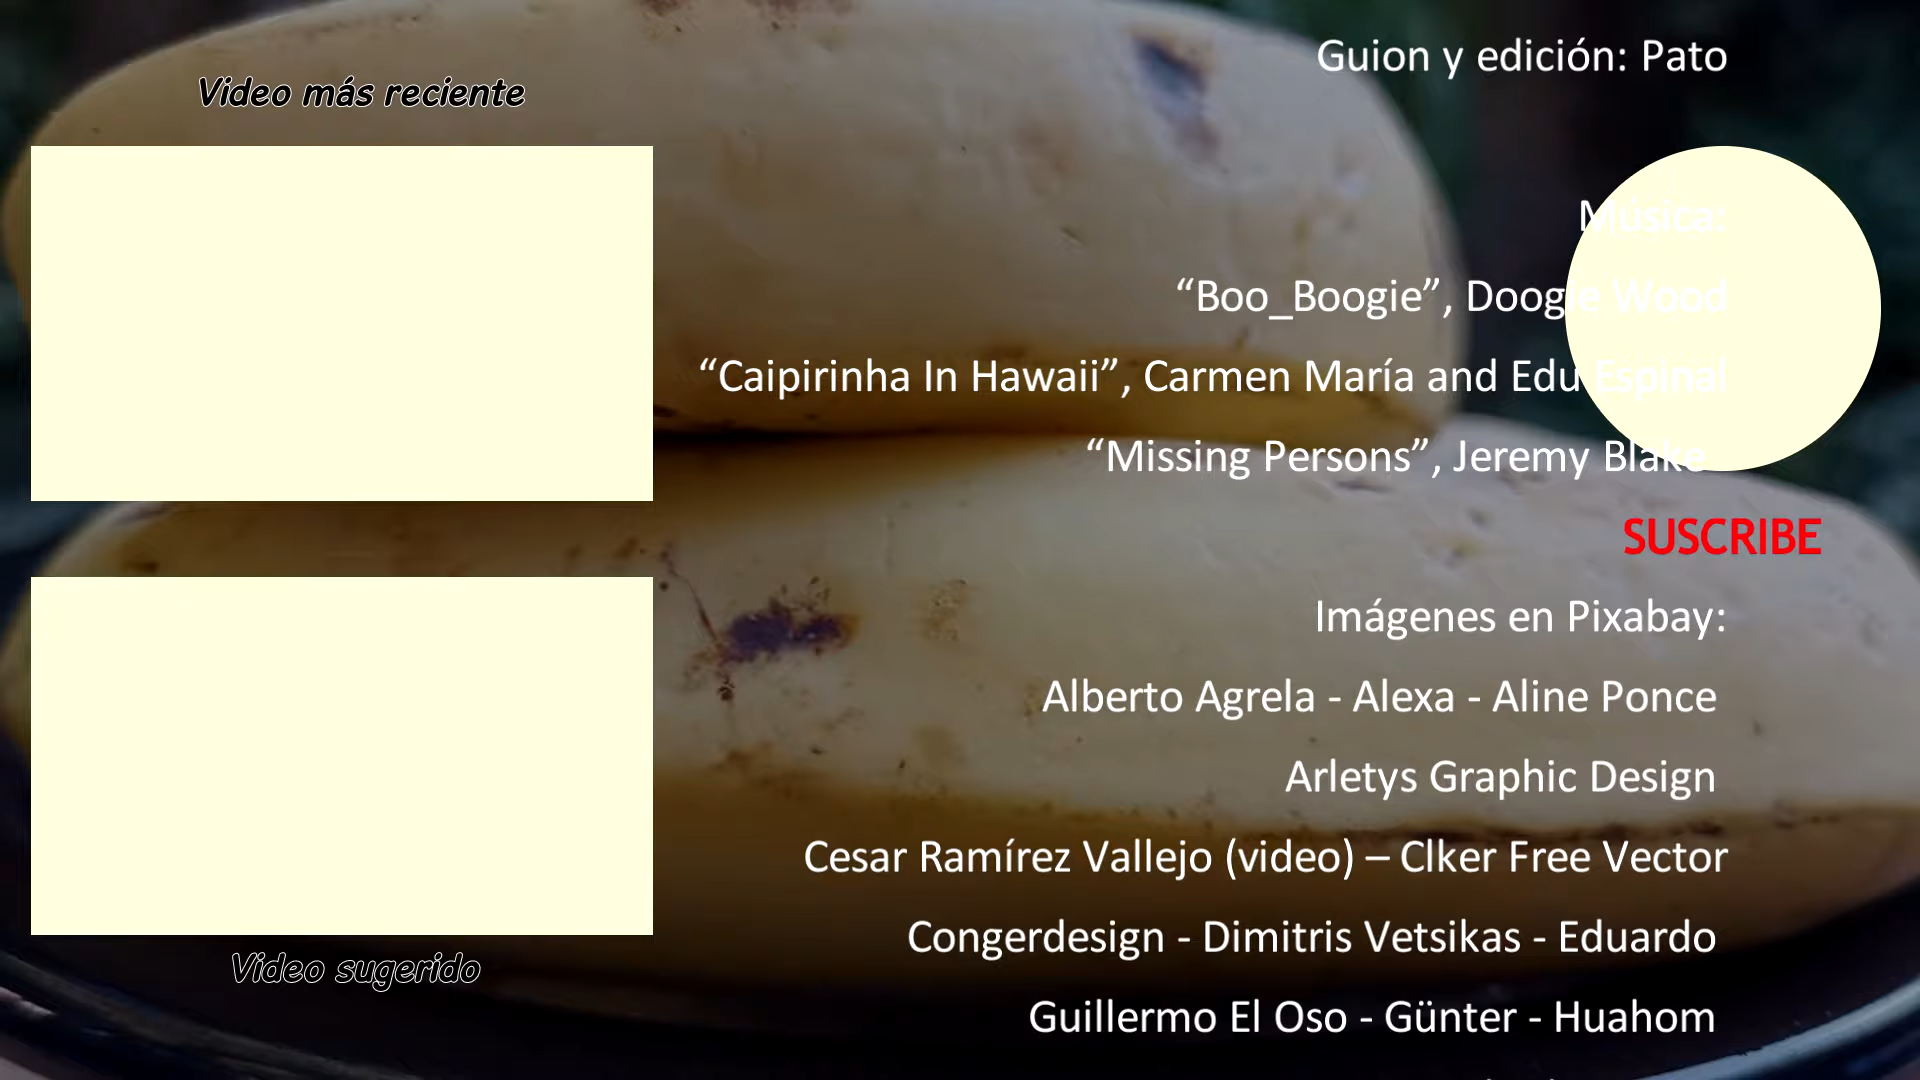 Guion y edición: Pato
Video más reciente
Música:
“Boo_Boogie”, Doogie Wood
“Caipirinha In Hawaii”, Carmen María and Edu Espinal
“Missing Persons”, Jeremy Blake
SUSCRIBE
Imágenes en Pixabay:
Alberto Agrela - Alexa - Aline Ponce
Arletys Graphic Design
Cesar Ramírez Vallejo (video) – Clker Free Vector
Congerdesign - Dimitris Vetsikas - Eduardo
Video sugerido
Guillermo El Oso - Günter - Huahom